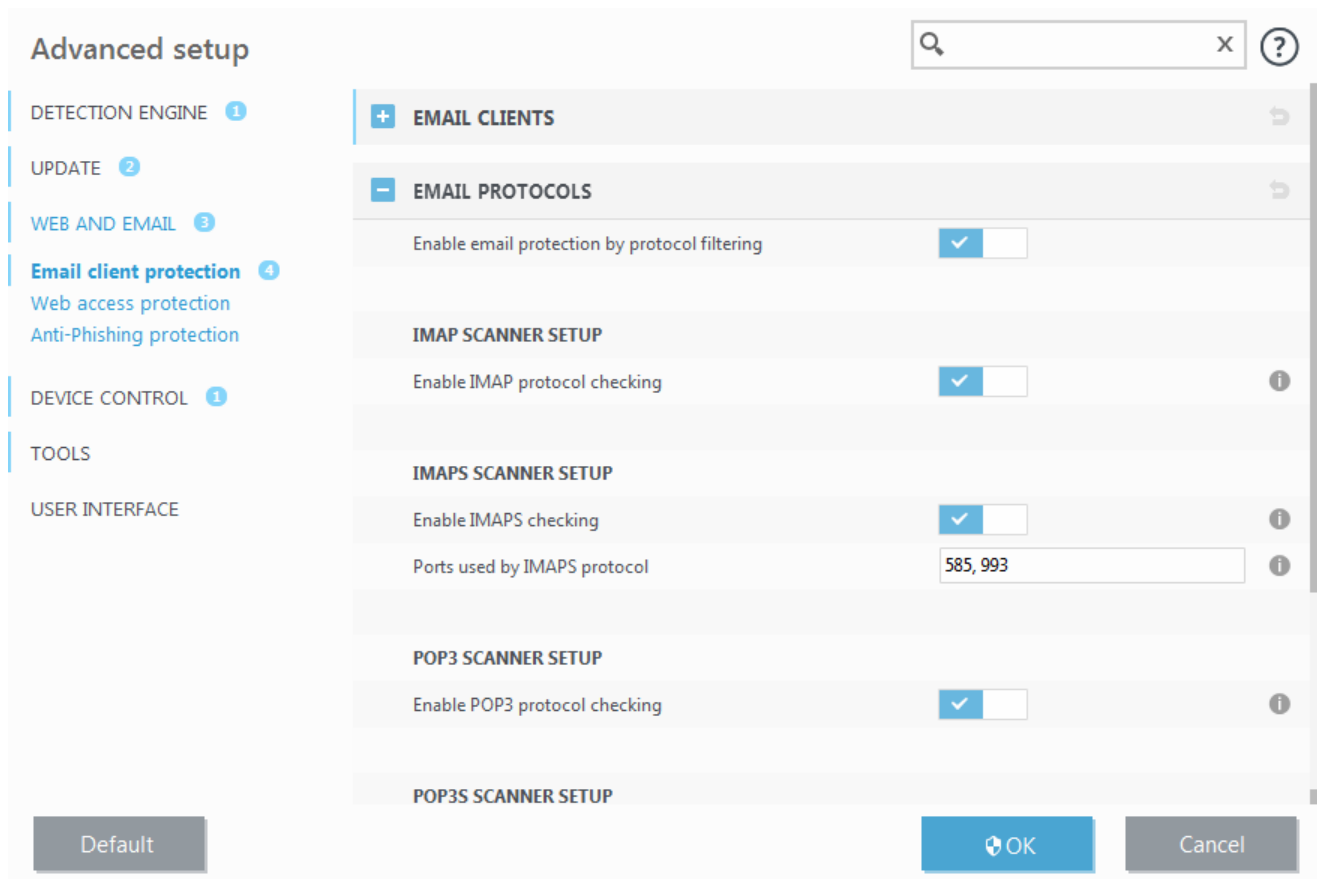 Advanced setup
X
?
DETECTION ENGINE 1
UPDATE 2
WEB AND EMAIL 3
Email client protection 4
Web access protection
Anti-Phishing protection
DEVICE CONTROL 1
TOOLS
USER INTERFACE
+ EMAIL CLIENTS
− EMAIL PROTOCOLS
Enable email protection by protocol filtering
IMAP SCANNER SETUP
Enable IMAP protocol checking i
IMAPS SCANNER SETUP
Enable IMAPS checking i
Ports used by IMAPS protocol 585, 993 i
POP3 SCANNER SETUP
Enable POP3 protocol checking i
POP3S SCANNER SETUP
Default
OK
Cancel